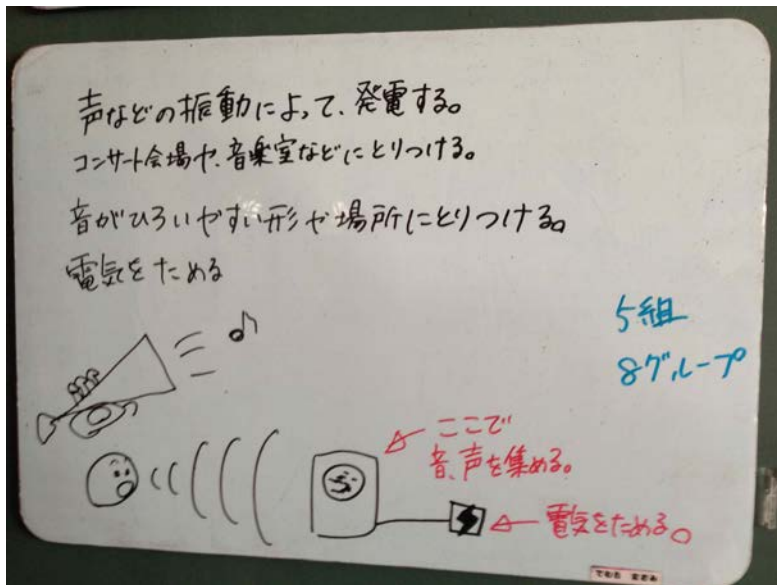 声などの振動によって、発電する。
コンサート会場や、音楽室などにとりつける。
音がひろいやすい形や場所にとりつける。
電気をためる
5組
8グループ
ここで
音、声を集める。
電気をためる。